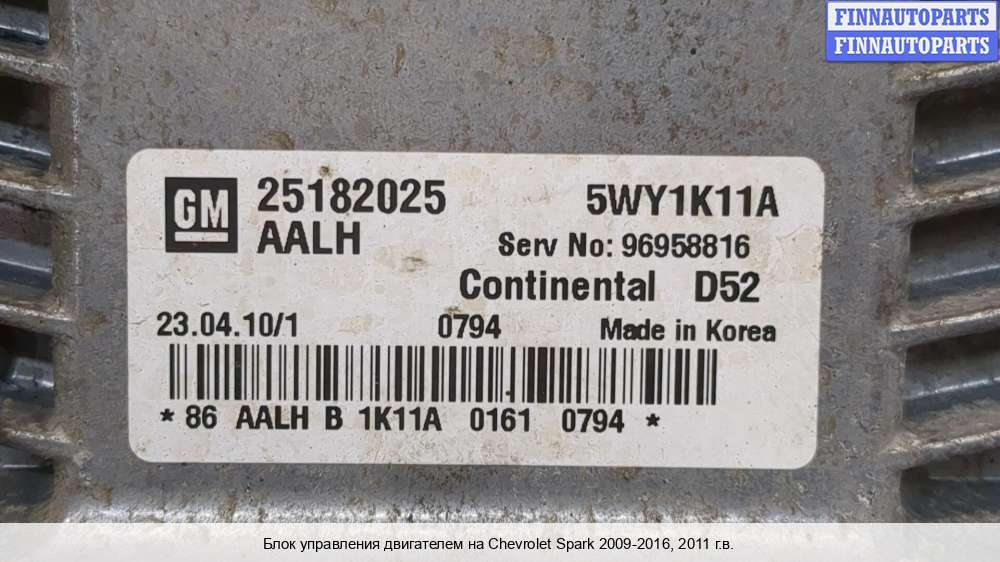 FINNAUTOPARTS
FINNAUTOPARTS
GM 25182025 5WY1K11A
AALH Serv No: 96958816
Continental D52
23.04.10/1 0794 Made in Korea
* 86 AALH B 1K11A 0161 0794 *
Блок управления двигателем на Chevrolet Spark 2009-2016, 2011 г.в.